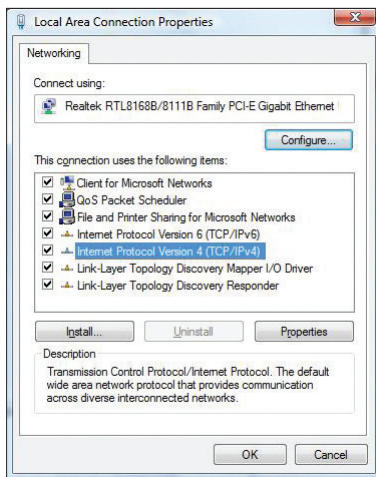 Local Area Connection Properties
Networking
Connect using:
Realtek RTL8168B/8111B Family PCI-E Gigabit Ethernet
Configure...
This connection uses the following items:
Client for Microsoft Networks
QoS Packet Scheduler
File and Printer Sharing for Microsoft Networks
Internet Protocol Version 6 (TCP/IPv6)
Internet Protocol Version 4 (TCP/IPv4)
Link-Layer Topology Discovery Mapper I/O Driver
Link-Layer Topology Discovery Responder
Install... Uninstall Properties
Description
Transmission Control Protocol/Internet Protocol. The default
wide area network protocol that provides communication
across diverse interconnected networks.
OK Cancel